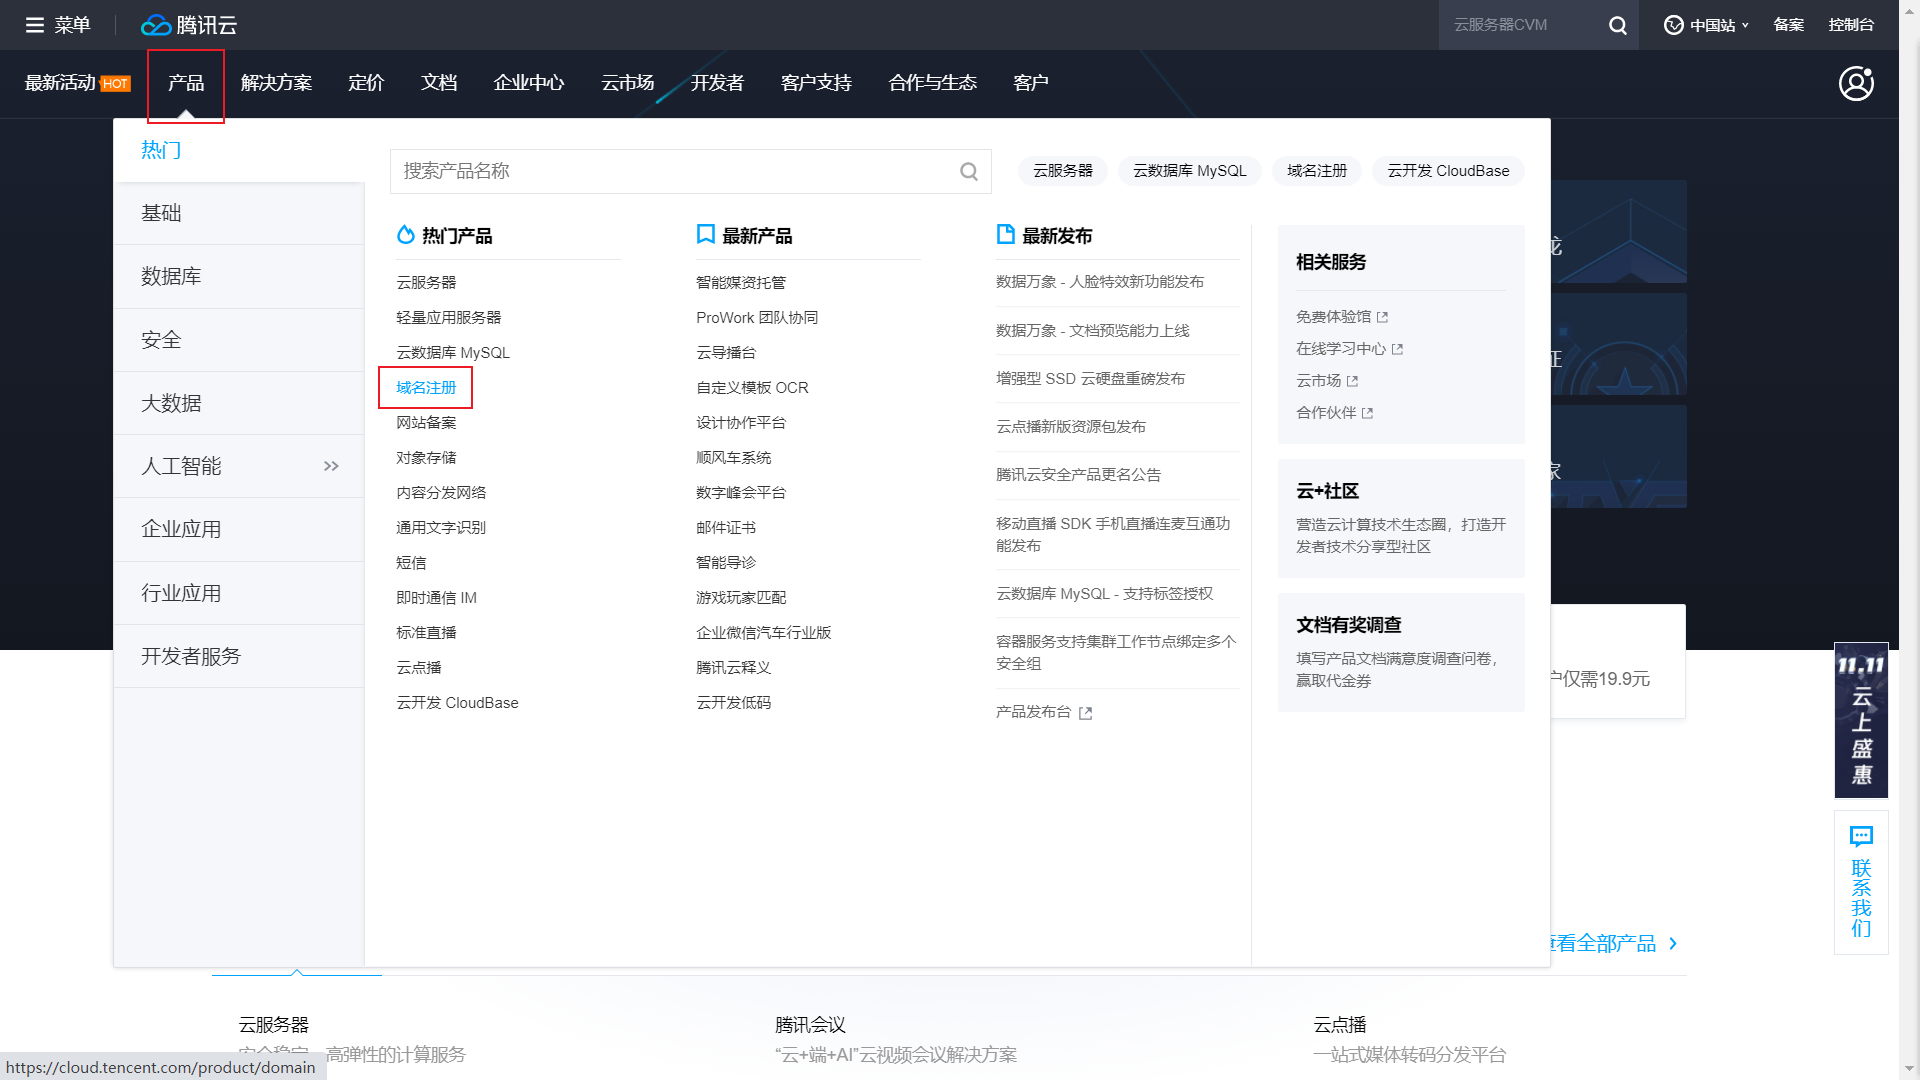 菜单
腾讯云
云服务器CVM
中国站
备案
控制台
最新活动 HOT
产品
解决方案
定价
文档
企业中心
云市场
开发者
客户支持
合作与生态
客户
热门
基础
数据库
安全
大数据
人工智能
企业应用
行业应用
开发者服务
搜索产品名称
云服务器
云数据库 MySQL
域名注册
云开发 CloudBase
热门产品
云服务器
轻量应用服务器
云数据库 MySQL
域名注册
网站备案
对象存储
内容分发网络
通用文字识别
短信
即时通信 IM
标准直播
云点播
云开发 CloudBase
最新产品
智能媒资托管
ProWork 团队协同
云导播台
自定义模板 OCR
设计协作平台
顺风车系统
数字峰会平台
邮件证书
智能导诊
游戏玩家匹配
企业微信汽车行业版
腾讯云释义
云开发低码
最新发布
数据万象 - 人脸特效新功能发布
数据万象 - 文档预览能力上线
增强型 SSD 云硬盘重磅发布
云点播新版资源包发布
腾讯云安全产品更名公告
移动直播 SDK 手机直播连麦互通功
能发布
云数据库 MySQL - 支持标签授权
容器服务支持集群工作节点绑定多个
安全组
产品发布台
相关服务
免费体验馆
在线学习中心
云市场
合作伙伴
云+社区
营造云计算技术生态圈，打造开
发者技术分享型社区
文档有奖调查
填写产品文档满意度调查问卷，
赢取代金券
户仅需19.9元
11.11
云上盛惠
联系我们
查看全部产品
云服务器
高弹性的计算服务
腾讯会议
“云+端+AI”云视频会议解决方案
云点播
一站式媒体转码分发平台
https://cloud.tencent.com/product/domain